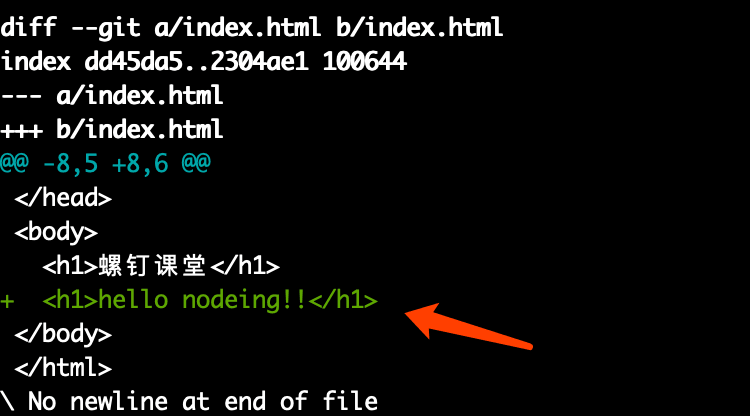 diff --git a/index.html b/index.html
index dd45da5..2304ae1 100644
--- a/index.html
+++ b/index.html
@@ -8,5 +8,6 @@
 </head>
 <body>
   <h1>螺钉课堂</h1>
+  <h1>hello nodeing!!</h1>
 </body>
 </html>
\ No newline at end of file